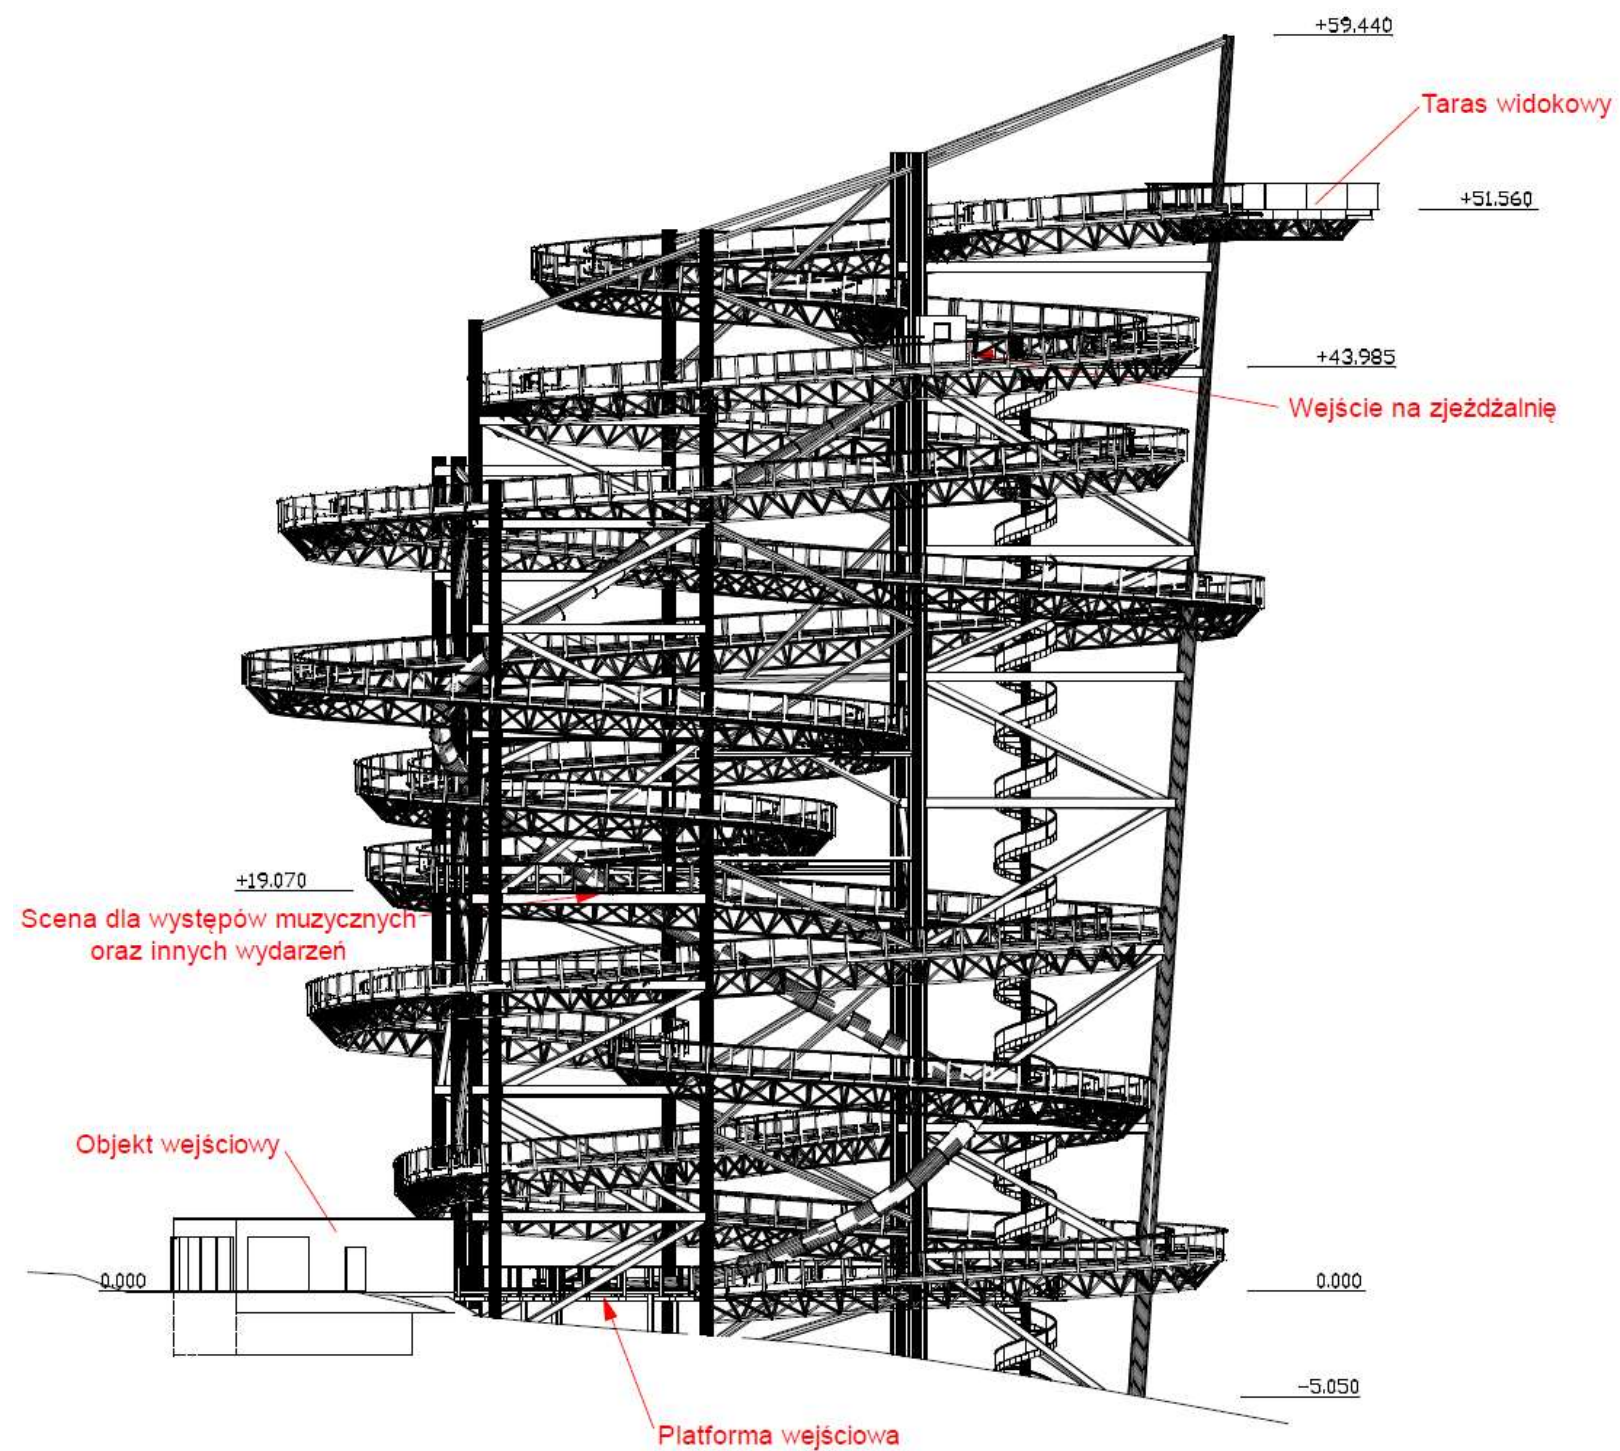 +59.440
Taras widokowy
+51.560
+43.985
Wejście na zjeżdżalnię
+19.070
Scena dla występów muzycznych
oraz innych wydarzeń
Objekt wejściowy
0.000
0.000
-5.050
Platforma wejściowa